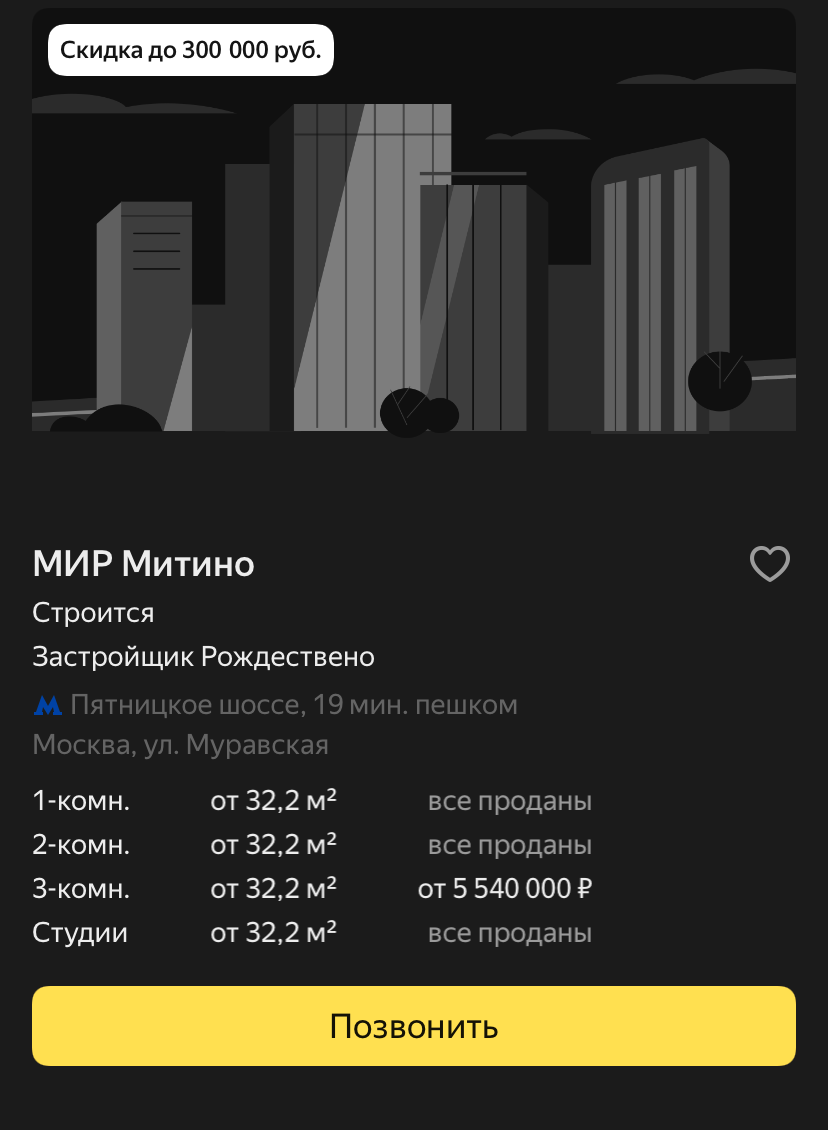 Скидка до 300 000 руб.
МИР Митино
Строится
Застройщик Рождествено
Пятницкое шоссе, 19 мин. пешком
Москва, ул. Муравская
1-комн. от 32,2 м² все проданы
2-комн. от 32,2 м² все проданы
3-комн. от 32,2 м² от 5 540 000 ₽
Студии от 32,2 м² все проданы
Позвонить